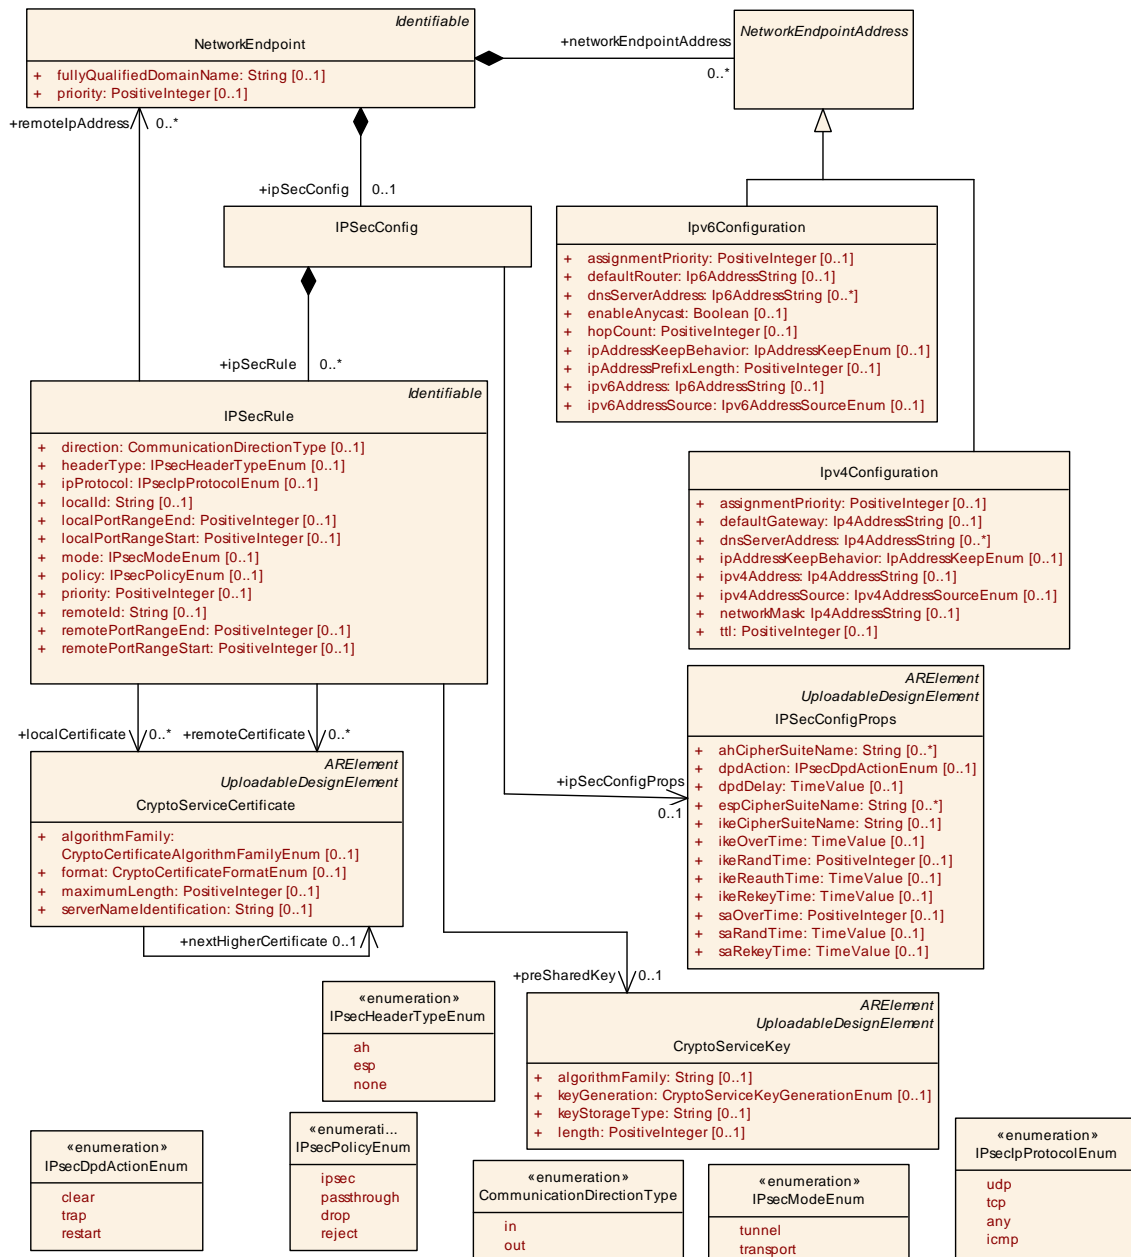 Identifiable
NetworkEndpoint
+ fullyQualifiedDomainName: String [0..1]
+ priority: PositiveInteger [0..1]
+networkEndpointAddress
0..*
NetworkEndpointAddress
+remoteIpAddress
0..*
+ipSecConfig
0..1
IPSecConfig
Ipv6Configuration
+ assignmentPriority: PositiveInteger [0..1]
+ defaultRouter: Ip6AddressString [0..1]
+ dnsServerAddress: Ip6AddressString [0..*]
+ enableAnycast: Boolean [0..1]
+ hopCount: PositiveInteger [0..1]
+ ipAddressKeepBehavior: IpAddressKeepEnum [0..1]
+ ipAddressPrefixLength: PositiveInteger [0..1]
+ ipv6Address: Ip6AddressString [0..1]
+ ipv6AddressSource: Ipv6AddressSourceEnum [0..1]
+ipSecRule
0..*
Identifiable
IPSecRule
+ direction: CommunicationDirectionType [0..1]
+ headerType: IPsecHeaderTypeEnum [0..1]
+ ipProtocol: IPsecIpProtocolEnum [0..1]
+ localId: String [0..1]
+ localPortRangeEnd: PositiveInteger [0..1]
+ localPortRangeStart: PositiveInteger [0..1]
+ mode: IPsecModeEnum [0..1]
+ policy: IPsecPolicyEnum [0..1]
+ priority: PositiveInteger [0..1]
+ remoteId: String [0..1]
+ remotePortRangeEnd: PositiveInteger [0..1]
+ remotePortRangeStart: PositiveInteger [0..1]
Ipv4Configuration
+ assignmentPriority: PositiveInteger [0..1]
+ defaultGateway: Ip4AddressString [0..1]
+ dnsServerAddress: Ip4AddressString [0..*]
+ ipAddressKeepBehavior: IpAddressKeepEnum [0..1]
+ ipv4Address: Ip4AddressString [0..1]
+ ipv4AddressSource: Ipv4AddressSourceEnum [0..1]
+ networkMask: Ip4AddressString [0..1]
+ ttl: PositiveInteger [0..1]
+localCertificate
0..*
+remoteCertificate
0..*
ARElement
UploadableDesignElement
CryptoServiceCertificate
+ algorithmFamily:
CryptoCertificateAlgorithmFamilyEnum [0..1]
+ format: CryptoCertificateFormatEnum [0..1]
+ maximumLength: PositiveInteger [0..1]
+ serverNameIdentification: String [0..1]
+nextHigherCertificate 0..1
+ipSecConfigProps
0..1
ARElement
UploadableDesignElement
IPSecConfigProps
+ ahCipherSuiteName: String [0..*]
+ dpdAction: IPsecDpdActionEnum [0..1]
+ dpdDelay: TimeValue [0..1]
+ espCipherSuiteName: String [0..*]
+ ikeCipherSuiteName: String [0..1]
+ ikeOverTime: TimeValue [0..1]
+ ikeRandTime: PositiveInteger [0..1]
+ ikeReauthTime: TimeValue [0..1]
+ ikeRekeyTime: TimeValue [0..1]
+ saOverTime: PositiveInteger [0..1]
+ saRandTime: TimeValue [0..1]
+ saRekeyTime: TimeValue [0..1]
+preSharedKey
0..1
ARElement
UploadableDesignElement
CryptoServiceKey
+ algorithmFamily: String [0..1]
+ keyGeneration: CryptoServiceKeyGenerationEnum [0..1]
+ keyStorageType: String [0..1]
+ length: PositiveInteger [0..1]
«enumeration»
IPsecHeaderTypeEnum
ah
esp
none
«enumeration»
IPsecDpdActionEnum
clear
trap
restart
«enumerati...
IPsecPolicyEnum
ipsec
passthrough
drop
reject
«enumeration»
CommunicationDirectionType
in
out
«enumeration»
IPsecModeEnum
tunnel
transport
«enumeration»
IPsecIpProtocolEnum
udp
tcp
any
icmp